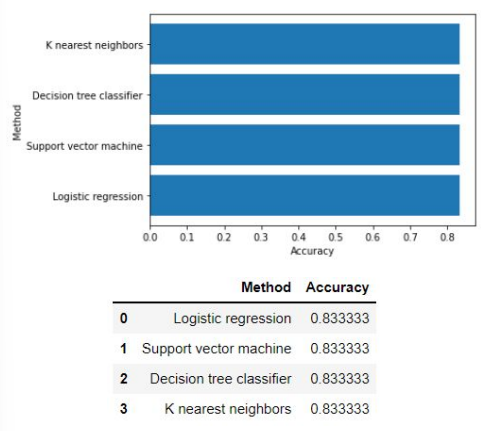 K nearest neighbors
Decision tree classifier
Support vector machine
Logistic regression
Method
0.0 0.1 0.2 0.3 0.4 0.5 0.6 0.7 0.8
Accuracy
Method Accuracy
0 Logistic regression 0.833333
1 Support vector machine 0.833333
2 Decision tree classifier 0.833333
3 K nearest neighbors 0.833333